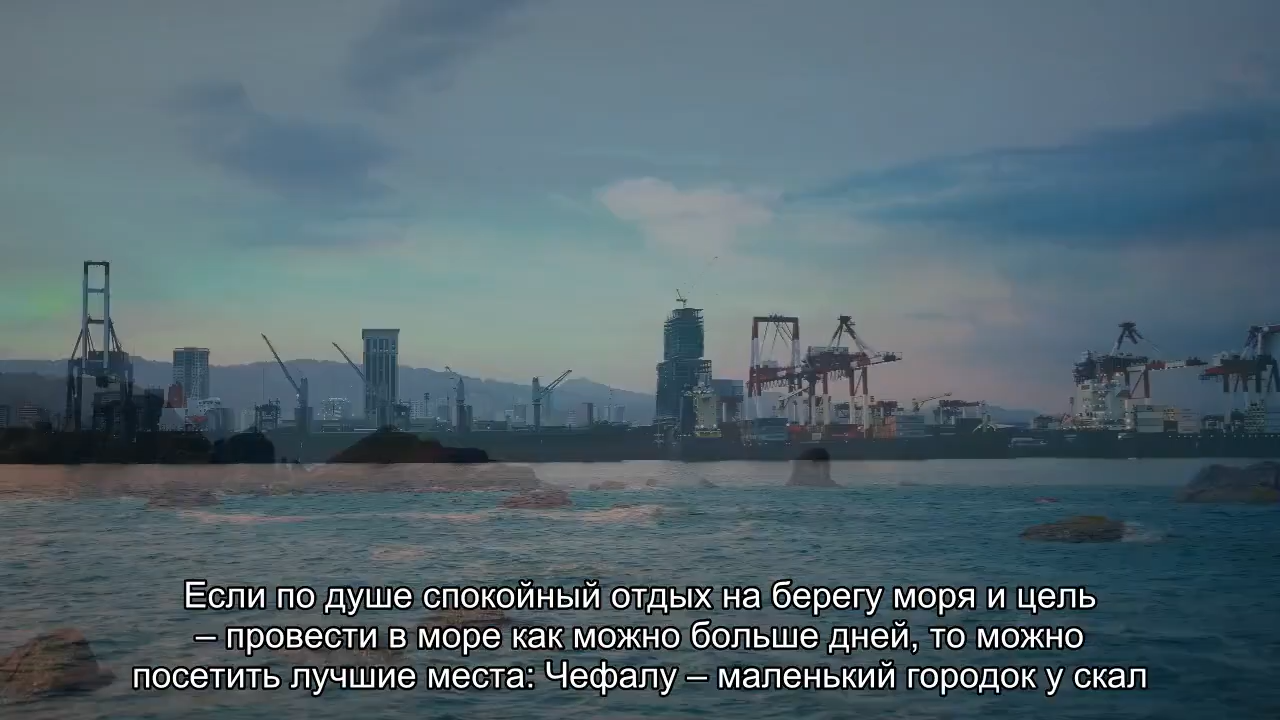 Если по душе спокойный отдых на берегу моря и цель
– провести в море как можно больше дней, то можно
посетить лучшие места: Чефалу – маленький городок у скал